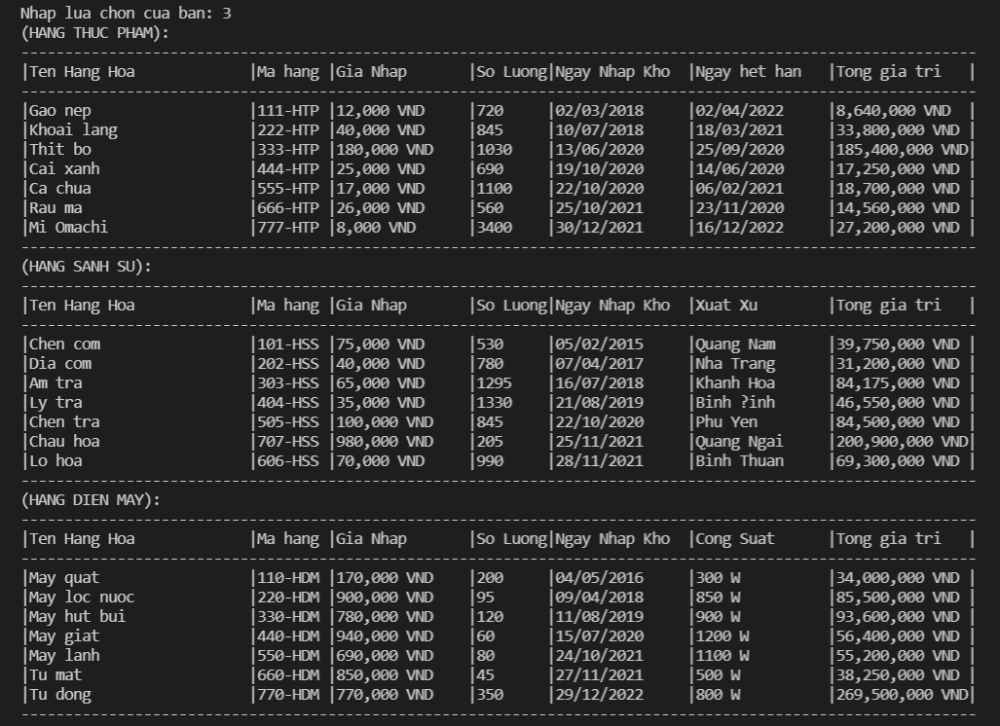 Nhap lua chon cua ban: 3
(HANG THUC PHAM):
|Ten Hang Hoa |Ma hang |Gia Nhap |So Luong|Ngay Nhap Kho |Ngay het han |Tong gia tri |
|Gao nep |111-HTP |12,000 VND |720 |02/03/2018 |02/04/2022 |8,640,000 VND |
|Khoai lang |222-HTP |40,000 VND |845 |10/07/2018 |18/03/2021 |33,800,000 VND |
|Thit bo |333-HTP |180,000 VND |1030 |13/06/2020 |25/09/2020 |185,400,000 VND|
|Cai xanh |444-HTP |25,000 VND |690 |19/10/2020 |14/06/2020 |17,250,000 VND |
|Ca chua |555-HTP |17,000 VND |1100 |22/10/2020 |06/02/2021 |18,700,000 VND |
|Rau ma |666-HTP |26,000 VND |560 |25/10/2021 |23/11/2020 |14,560,000 VND |
|Mi Omachi |777-HTP |8,000 VND |3400 |30/12/2021 |16/12/2022 |27,200,000 VND |
(HANG SANH SU):
|Ten Hang Hoa |Ma hang |Gia Nhap |So Luong|Ngay Nhap Kho |Xuat Xu |Tong gia tri |
|Chen com |101-HSS |75,000 VND |530 |05/02/2015 |Quang Nam |39,750,000 VND |
|Dia com |202-HSS |40,000 VND |780 |07/04/2017 |Nha Trang |31,200,000 VND |
|Am tra |303-HSS |65,000 VND |1295 |16/07/2018 |Khanh Hoa |84,175,000 VND |
|Ly tra |404-HSS |35,000 VND |1330 |21/08/2019 |Binh ?inh |46,550,000 VND |
|Chen tra |505-HSS |100,000 VND |845 |22/10/2020 |Phu Yen |84,500,000 VND |
|Chau hoa |707-HSS |980,000 VND |205 |25/11/2021 |Quang Ngai |200,900,000 VND|
|Lo hoa |606-HSS |70,000 VND |990 |28/11/2021 |Binh Thuan |69,300,000 VND |
(HANG DIEN MAY):
|Ten Hang Hoa |Ma hang |Gia Nhap |So Luong|Ngay Nhap Kho |Cong Suat |Tong gia tri |
|May quat |110-HDM |170,000 VND |200 |04/05/2016 |300 W |34,000,000 VND |
|May loc nuoc |220-HDM |900,000 VND |95 |09/04/2018 |850 W |85,500,000 VND |
|May hut bui |330-HDM |780,000 VND |120 |11/08/2019 |900 W |93,600,000 VND |
|May giat |440-HDM |940,000 VND |60 |15/07/2020 |1200 W |56,400,000 VND |
|May lanh |550-HDM |690,000 VND |80 |24/10/2021 |1100 W |55,200,000 VND |
|Tu mat |660-HDM |850,000 VND |45 |27/11/2021 |500 W |38,250,000 VND |
|Tu dong |770-HDM |770,000 VND |350 |29/12/2022 |800 W |269,500,000 VND|